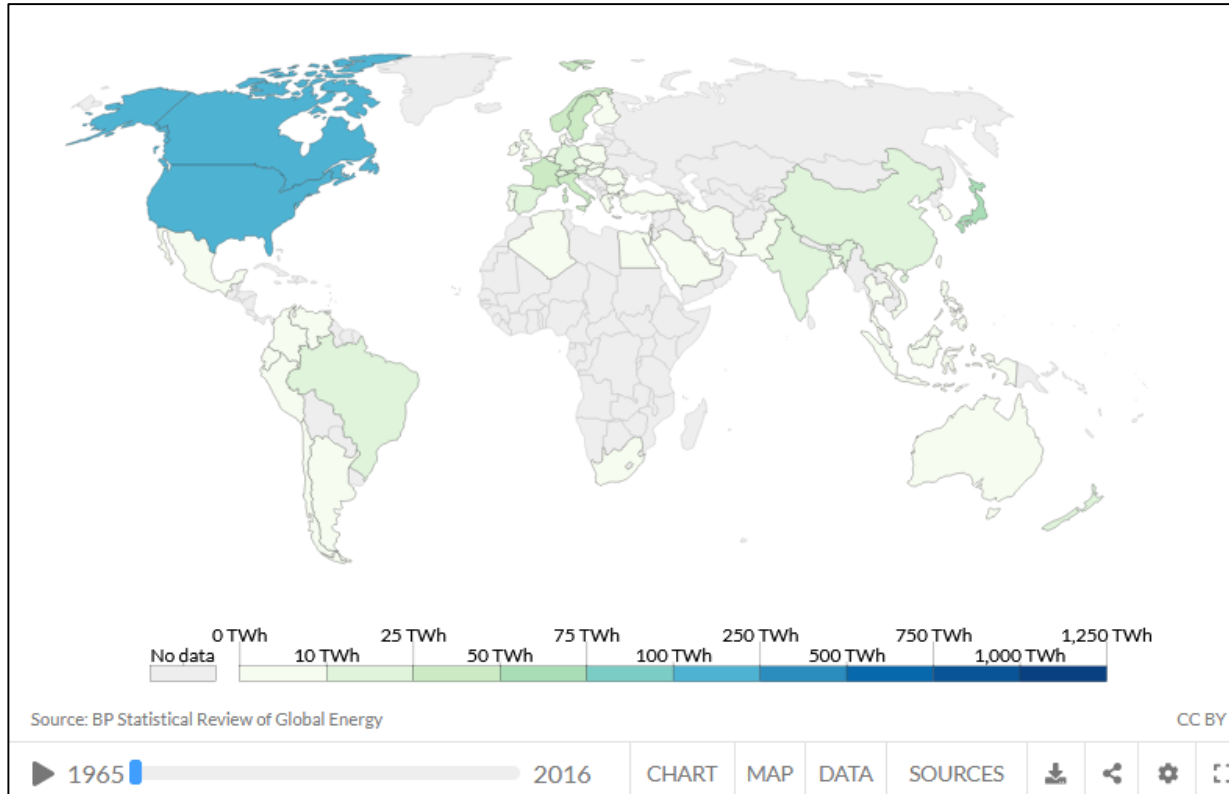 0 TWh 25 TWh 75 TWh 250 TWh 750 TWh 1,250 TWh
No data 10 TWh 50 TWh 100 TWh 500 TWh 1,000 TWh
Source: BP Statistical Review of Global Energy CC BY
1965 2016 CHART MAP DATA SOURCES